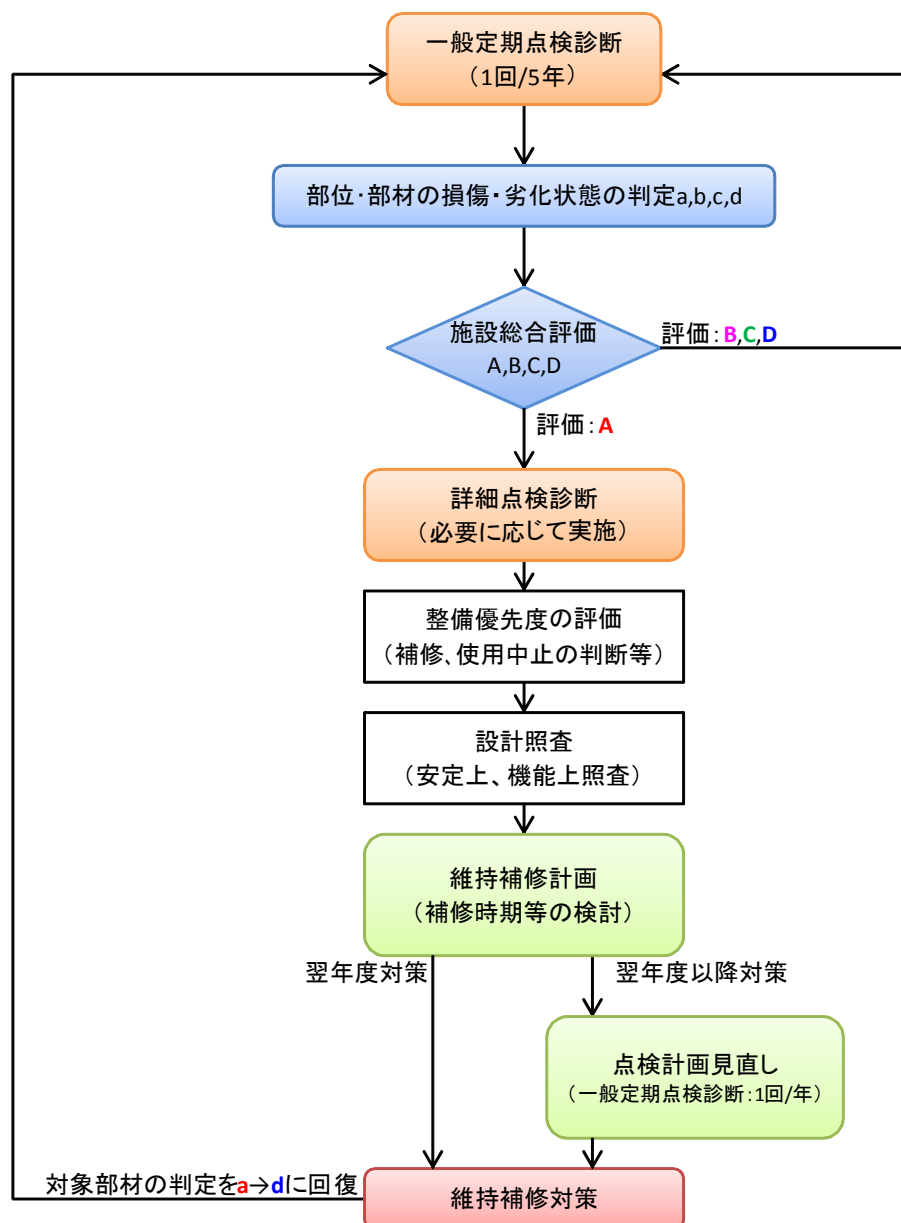 一般定期点検診断
（1回/5年）
部位・部材の損傷・劣化状態の判定a,b,c,d
施設総合評価
A,B,C,D
評価：B,C,D
評価：A
詳細点検診断
（必要に応じて実施）
整備優先度の評価
（補修、使用中止の判断等）
設計照査
（安定上、機能上照査）
維持補修計画
（補修時期等の検討）
翌年度対策
翌年度以降対策
点検計画見直し
（一般定期点検診断：1回/年）
対象部材の判定をa→dに回復
維持補修対策